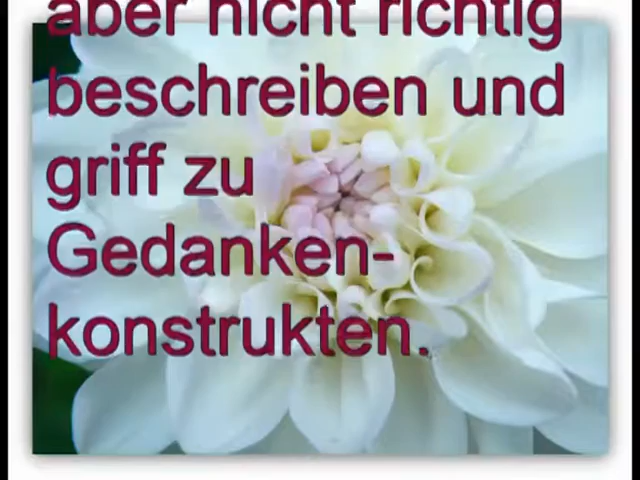 aber nicht richtig
beschreiben und
griff zu
Gedanken-
konstrukten.